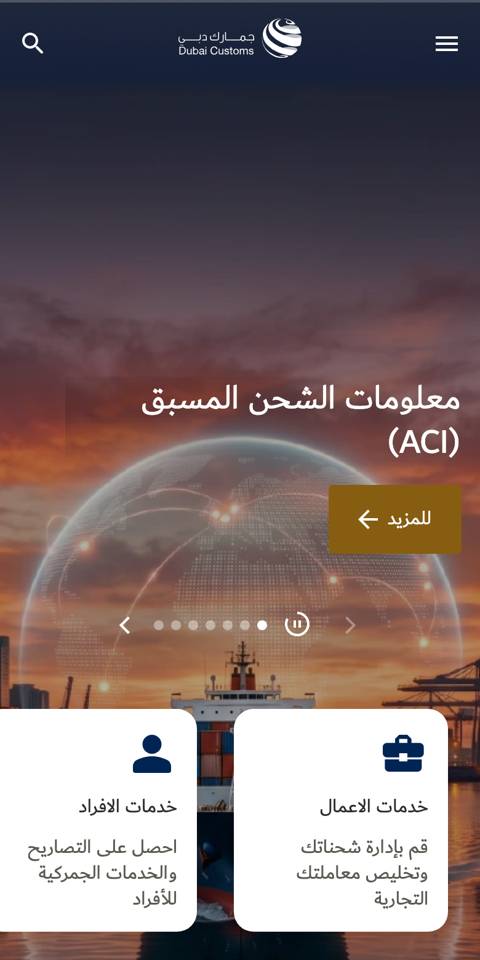 جمارك دبي
Dubai Customs
معلومات الشحن المسبق
(ACI)
للمزيد
خدمات الاعمال
قم بإدارة شحناتك
وتخليص معاملتك
التجارية
خدمات الافراد
احصل على التصاريح
والخدمات الجمركية
للأفراد